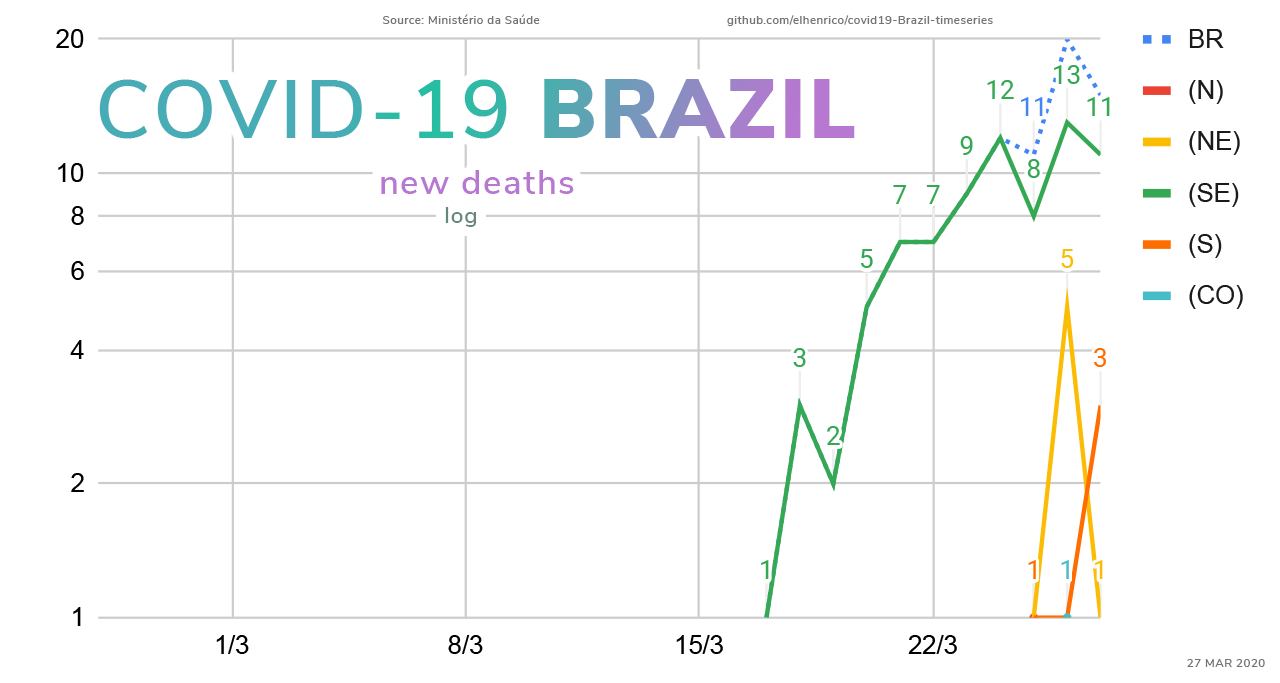 Source: Ministério da Saúde
github.com/elhenrico/covid19-Brazil-timeseries
20
10
8
6
4
2
1
COVID-19 BRAZIL
new deaths
log
1
3
2
5
7
7
9
12
11
8
13
11
5
3
1
1
1
1/3
8/3
15/3
22/3
BR
(N)
(NE)
(SE)
(S)
(CO)
27 MAR 2020